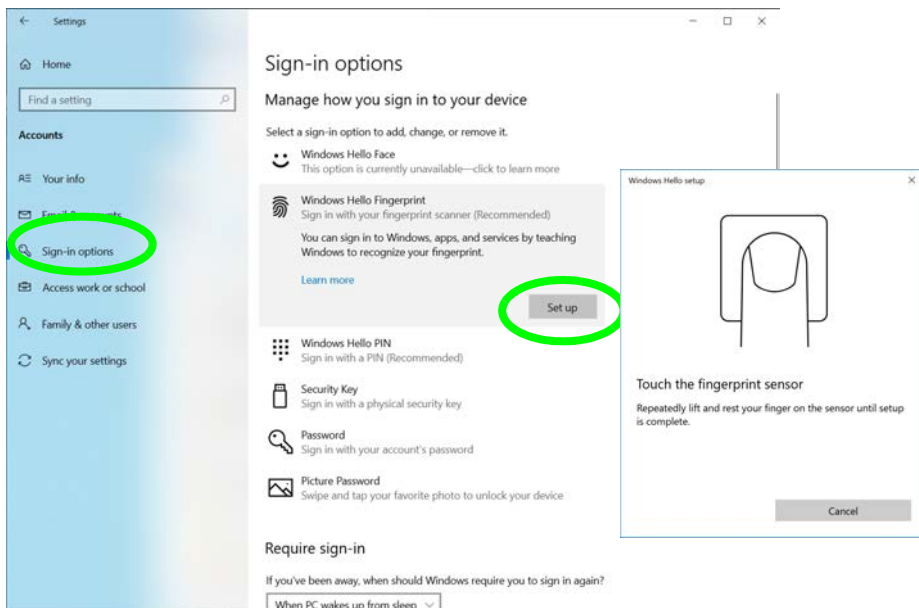 Settings
Home
Find a setting
Accounts
Your info
Email & accounts
Sign-in options
Access work or school
Family & other users
Sync your settings
Sign-in options
Manage how you sign in to your device
Select a sign-in option to add, change, or remove it.
Windows Hello Face
This option is currently unavailable—click to learn more
Windows Hello Fingerprint
Sign in with your fingerprint scanner (Recommended)
You can sign in to Windows, apps, and services by teaching
Windows to recognize your fingerprint.
Learn more
Set up
Windows Hello PIN
Sign in with a PIN (Recommended)
Security Key
Sign in with a physical security key
Password
Sign in with your account's password
Picture Password
Swipe and tap your favorite photo to unlock your device
Require sign-in
If you've been away, when should Windows require you to sign in again?
When PC wakes up from sleep
Windows Hello setup
Touch the fingerprint sensor
Repeatedly lift and rest your finger on the sensor until setup
is complete.
Cancel